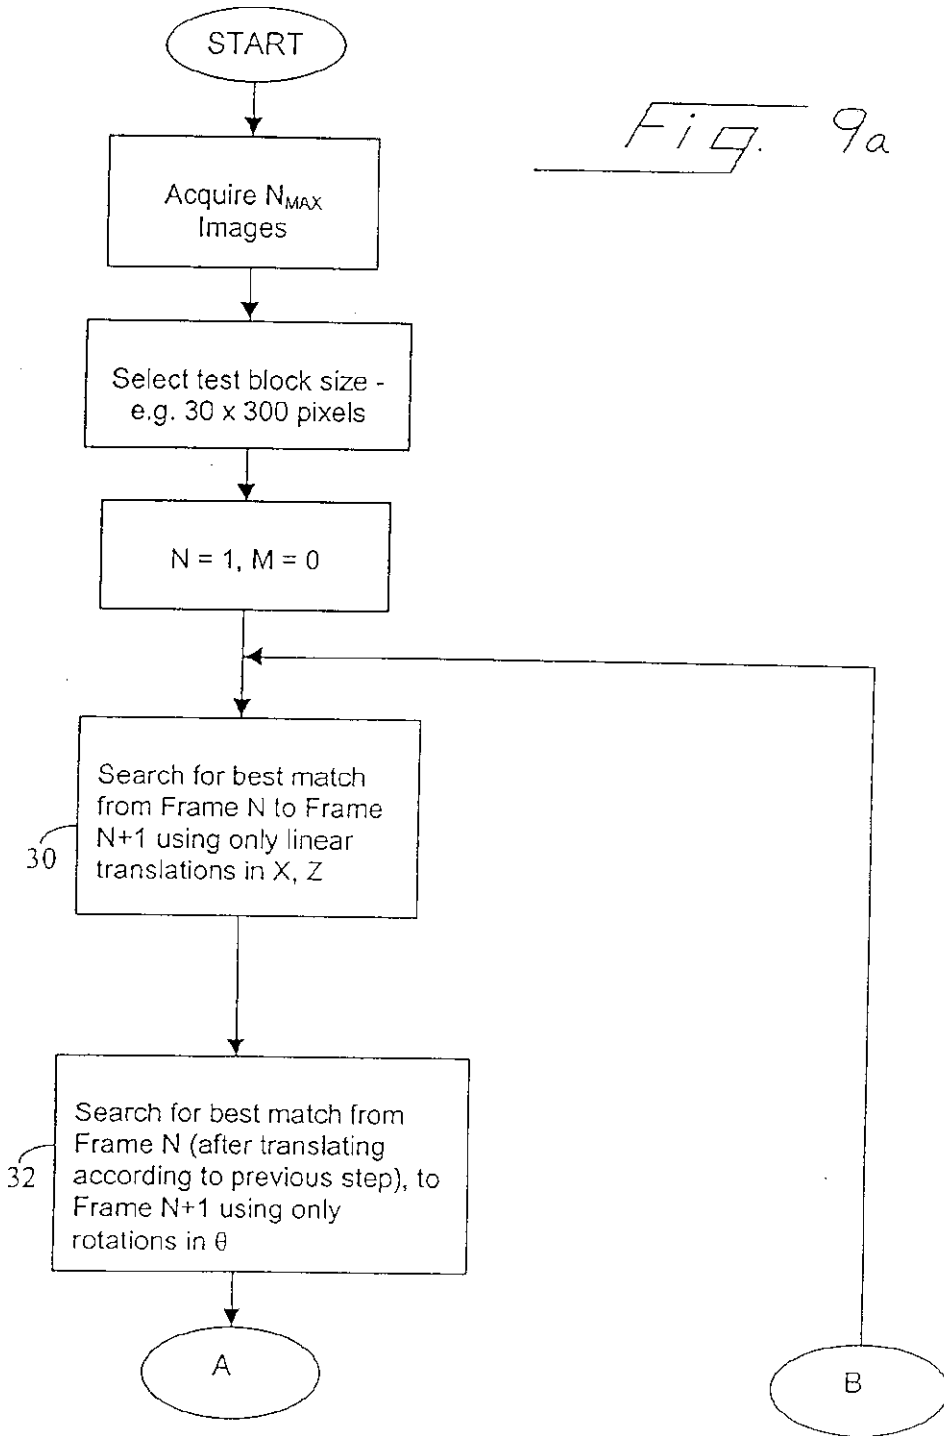 START
Fig. 9a
Acquire N_MAX
Images
Select test block size -
e.g. 30 x 300 pixels
N = 1, M = 0
Search for best match
from Frame N to Frame
N+1 using only linear
translations in X, Z
30
Search for best match from
Frame N (after translating
according to previous step), to
Frame N+1 using only
rotations in θ
32
A
B